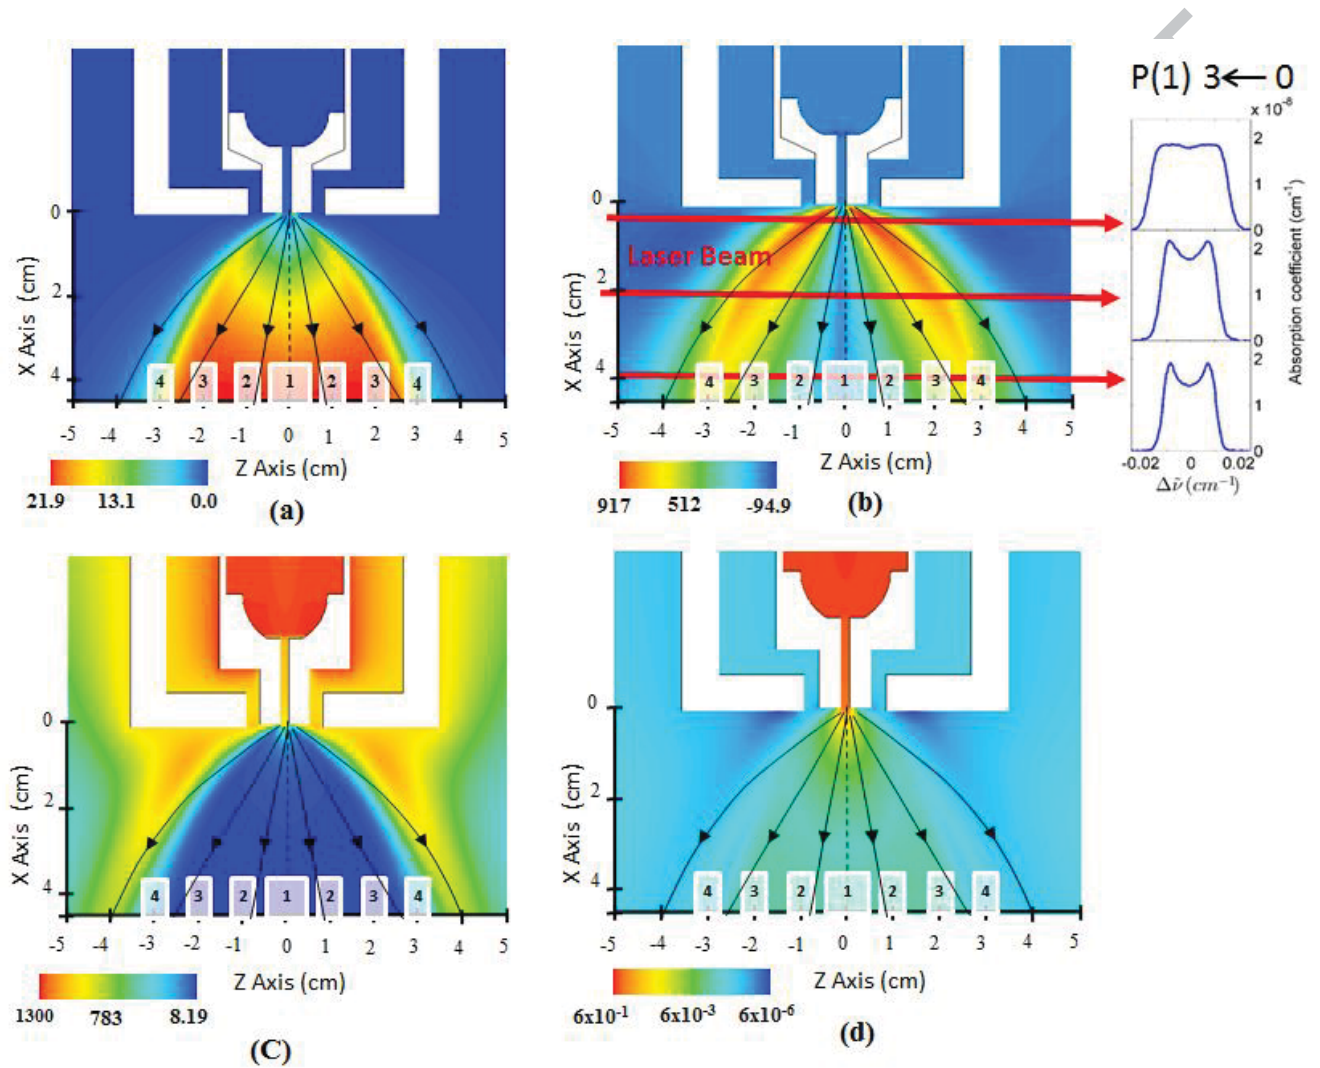 P(1) 3← 0
x 10⁻⁸
2
1
0
2
1
0
2
1
0
Absorption coefficient (cm⁻¹)
-0.02 0 0.02
Δν̃ (cm⁻¹)
0
2
4
X Axis (cm)
4 3 2 1 2 3 4
-5 -4 -3 -2 -1 0 1 2 3 4 5
Z Axis (cm)
21.9 13.1 0.0
(a)
0
2
4
X Axis (cm)
Laser Beam
4 3 2 1 2 3 4
-5 -4 -3 -2 -1 0 1 2 3 4 5
Z Axis (cm)
917 512 -94.9
(b)
0
2
4
X Axis (cm)
4 3 2 1 2 3 4
-5 -4 -3 -2 -1 0 1 2 3 4 5
Z Axis (cm)
1300 783 8.19
(C)
0
2
4
X Axis (cm)
4 3 2 1 2 3 4
-5 -4 -3 -2 -1 0 1 2 3 4 5
Z Axis (cm)
6x10⁻¹ 6x10⁻³ 6x10⁻⁶
(d)